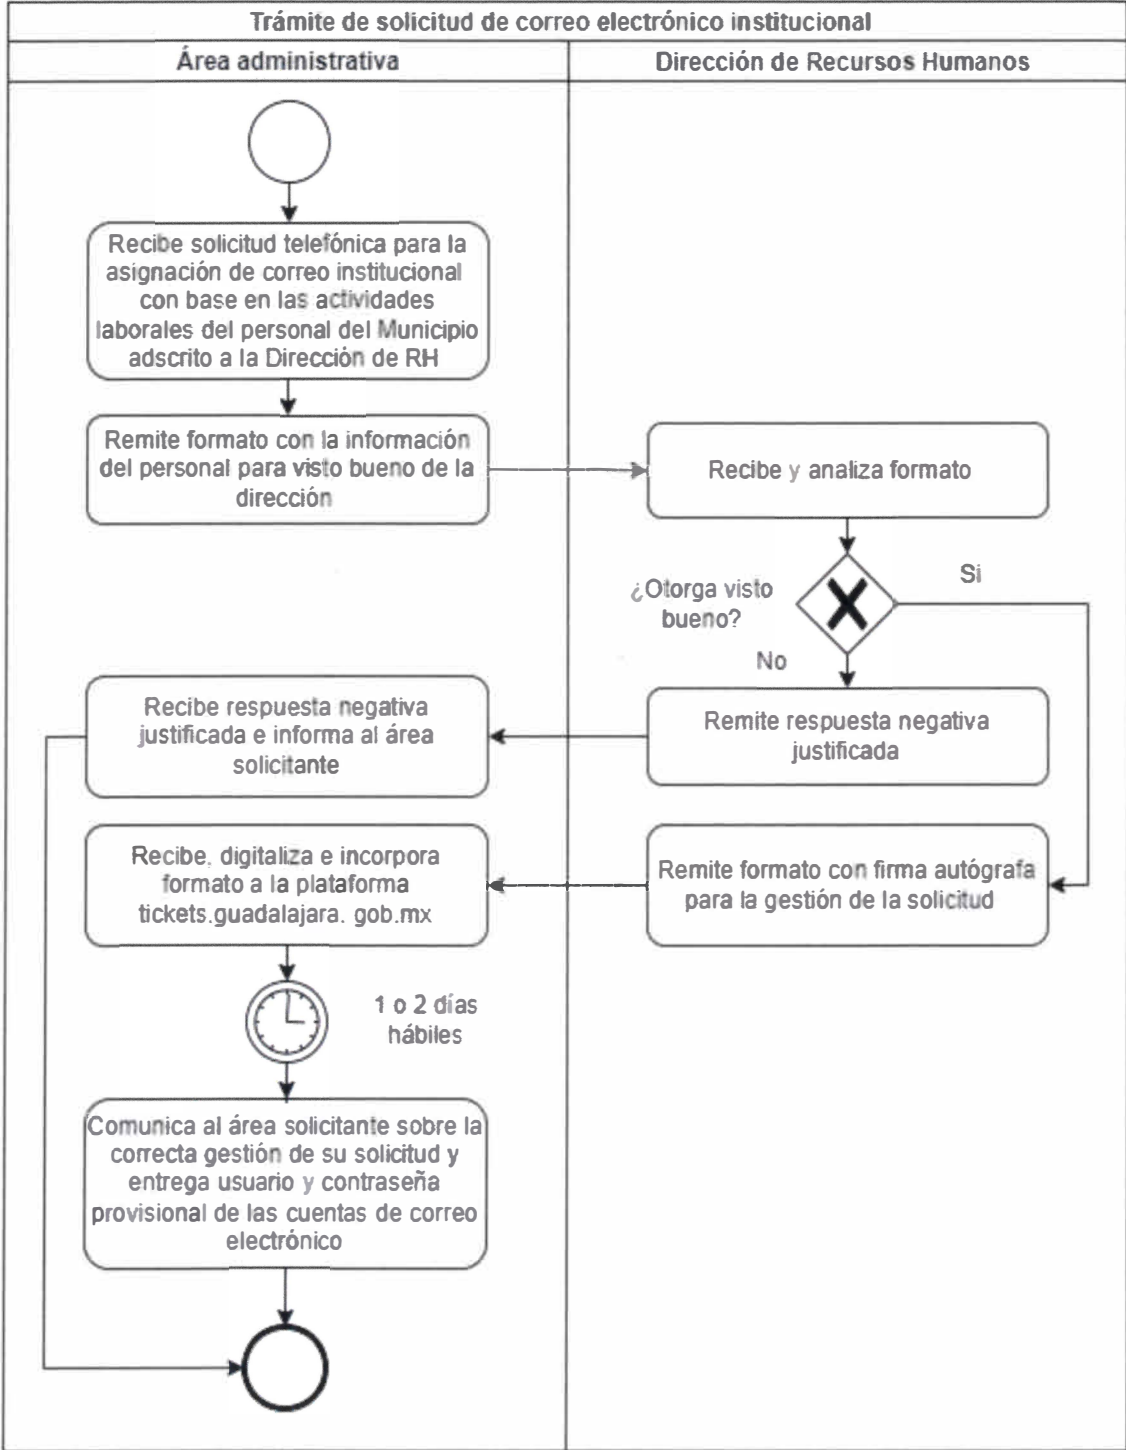 Trámite de solicitud de correo electrónico institucional
Área administrativa
Dirección de Recursos Humanos
Recibe solicitud telefónica para la
asignación de correo institucional
con base en las actividades
laborales del personal del Municipio
adscrito a la Dirección de RH
Remite formato con la información
del personal para visto bueno de la
dirección
Recibe y analiza formato
¿Otorga visto
bueno?
Si
No
Remite respuesta negativa
justificada
Recibe respuesta negativa
justificada e informa al área
solicitante
Remite formato con firma autógrafa
para la gestión de la solicitud
Recibe, digitaliza e incorpora
formato a la plataforma
tickets.guadalajara. gob.mx
1 o 2 días
hábiles
Comunica al área solicitante sobre la
correcta gestión de su solicitud y
entrega usuario y contraseña
provisional de las cuentas de correo
electrónico